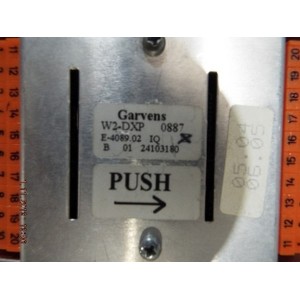 Garvens
W2-DXP 0887
E-4089.02 IQ X
B 01 24103180
PUSH
05.04
06.05